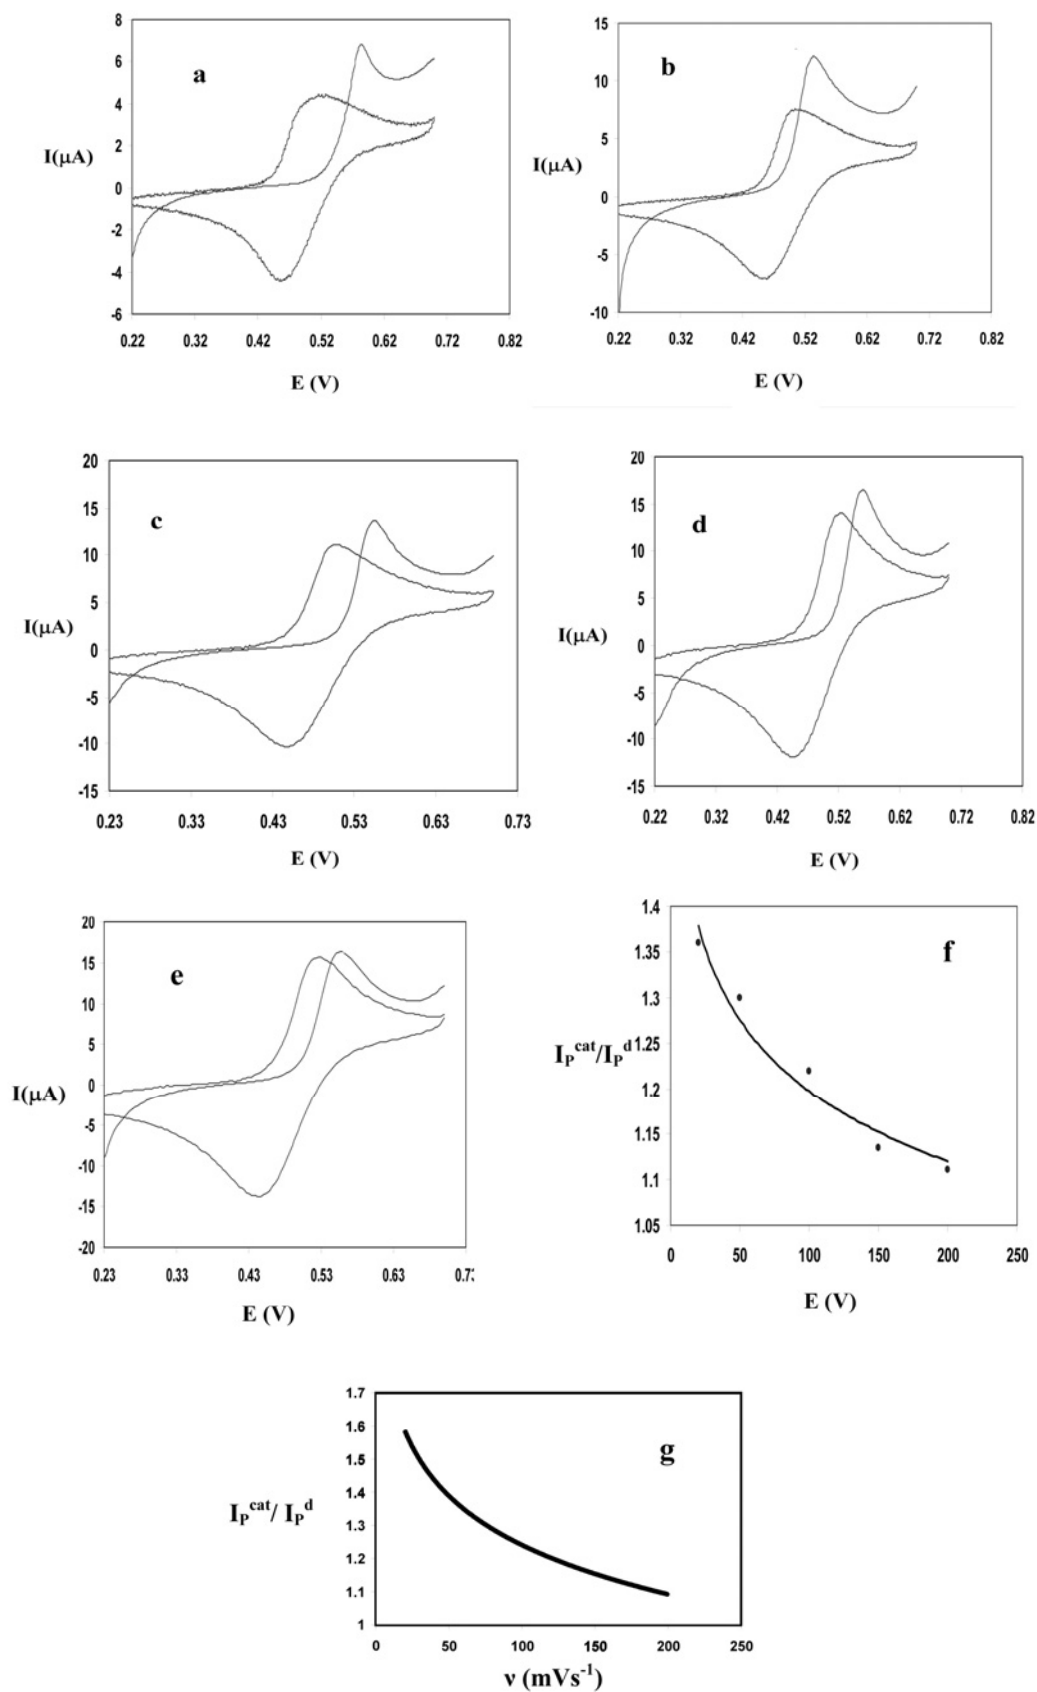 8
6
4
2
0
-2
-4
-6
a
I(μA)
0.22 0.32 0.42 0.52 0.62 0.72 0.82
E (V)
15
10
5
0
-5
-10
b
I(μA)
0.22 0.32 0.42 0.52 0.62 0.72 0.82
E (V)
20
15
10
5
0
-5
-10
-15
c
I(μA)
0.23 0.33 0.43 0.53 0.63 0.73
E (V)
20
15
10
5
0
-5
-10
-15
d
I(μA)
0.22 0.32 0.42 0.52 0.62 0.72 0.82
E (V)
20
15
10
5
0
-5
-10
-15
-20
e
I(μA)
0.23 0.33 0.43 0.53 0.63 0.73
E (V)
1.4
1.35
1.3
1.25
1.2
1.15
1.1
1.05
f
I_P^cat/I_P^d
0 50 100 150 200 250
E (V)
1.7
1.6
1.5
1.4
1.3
1.2
1.1
1
g
I_P^cat/ I_P^d
0 50 100 150 200 250
ν (mVs⁻¹)